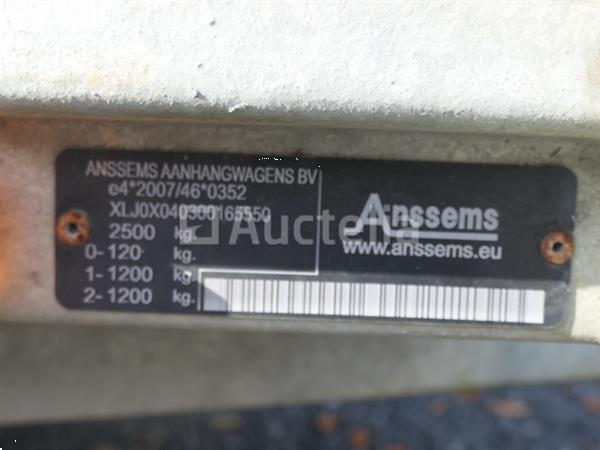 ANSSEMS AANHANGWAGENS BV
e4*2007/46*0352
XLJ0X040300165550
2500 kg.
0-120 kg.
1-1200 kg.
2-1200 kg.
Anssems
www.anssems.eu
Auctelia